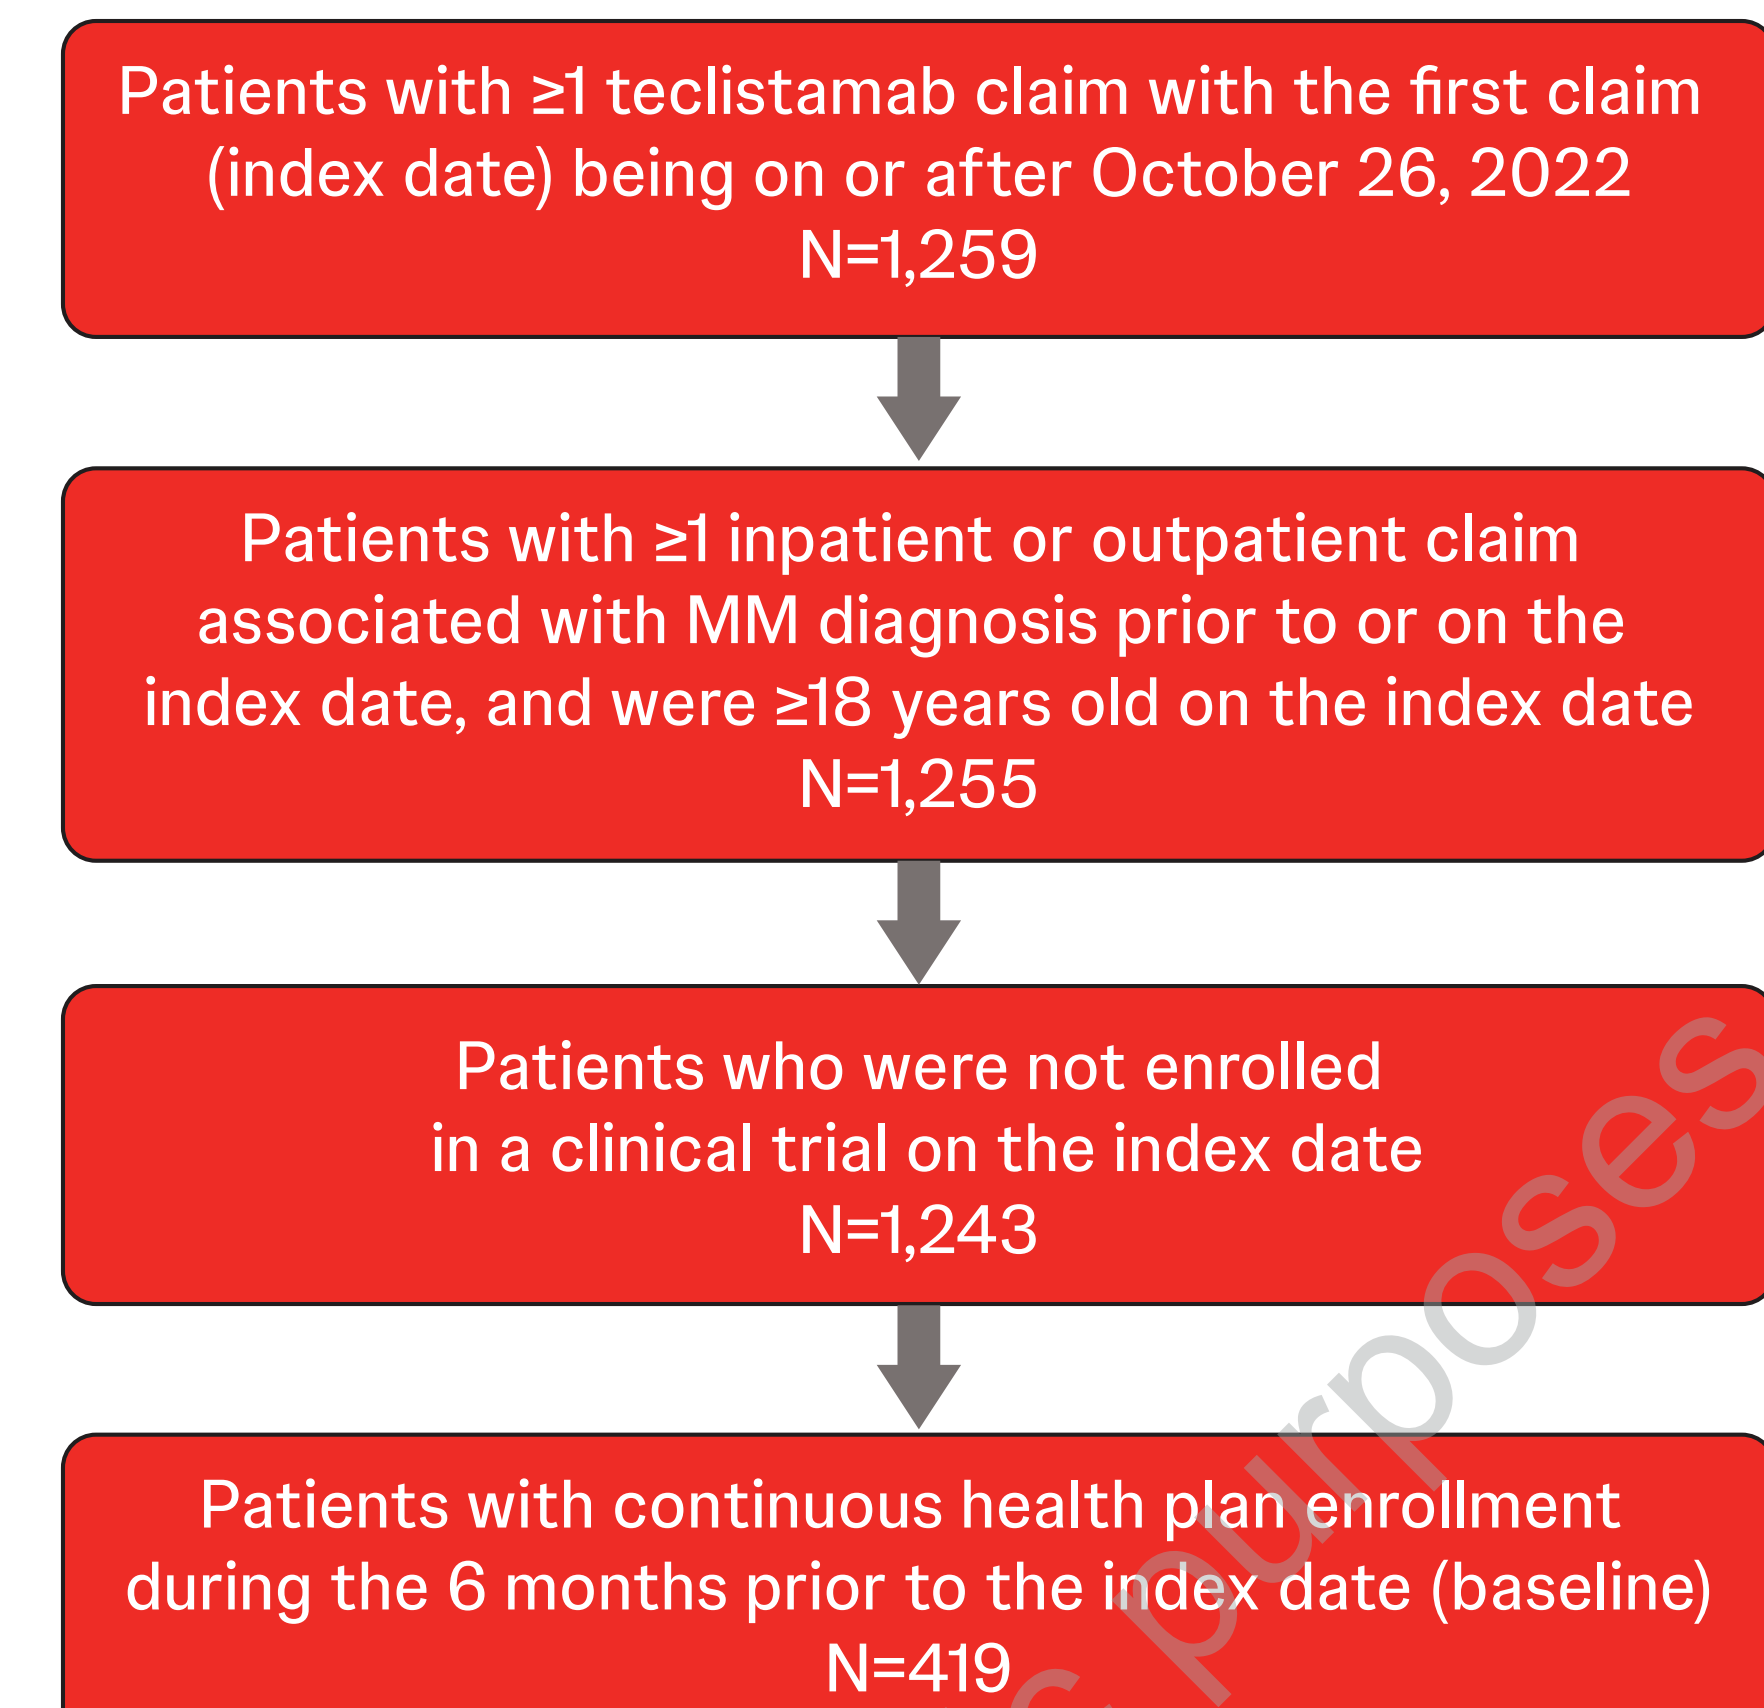 Patients with ≥1 teclistamab claim with the first claim
(index date) being on or after October 26, 2022
N=1,259
Patients with ≥1 inpatient or outpatient claim
associated with MM diagnosis prior to or on the
index date, and were ≥18 years old on the index date
N=1,255
Patients who were not enrolled
in a clinical trial on the index date
N=1,243
Patients with continuous health plan enrollment
during the 6 months prior to the index date (baseline)
N=419
purposes